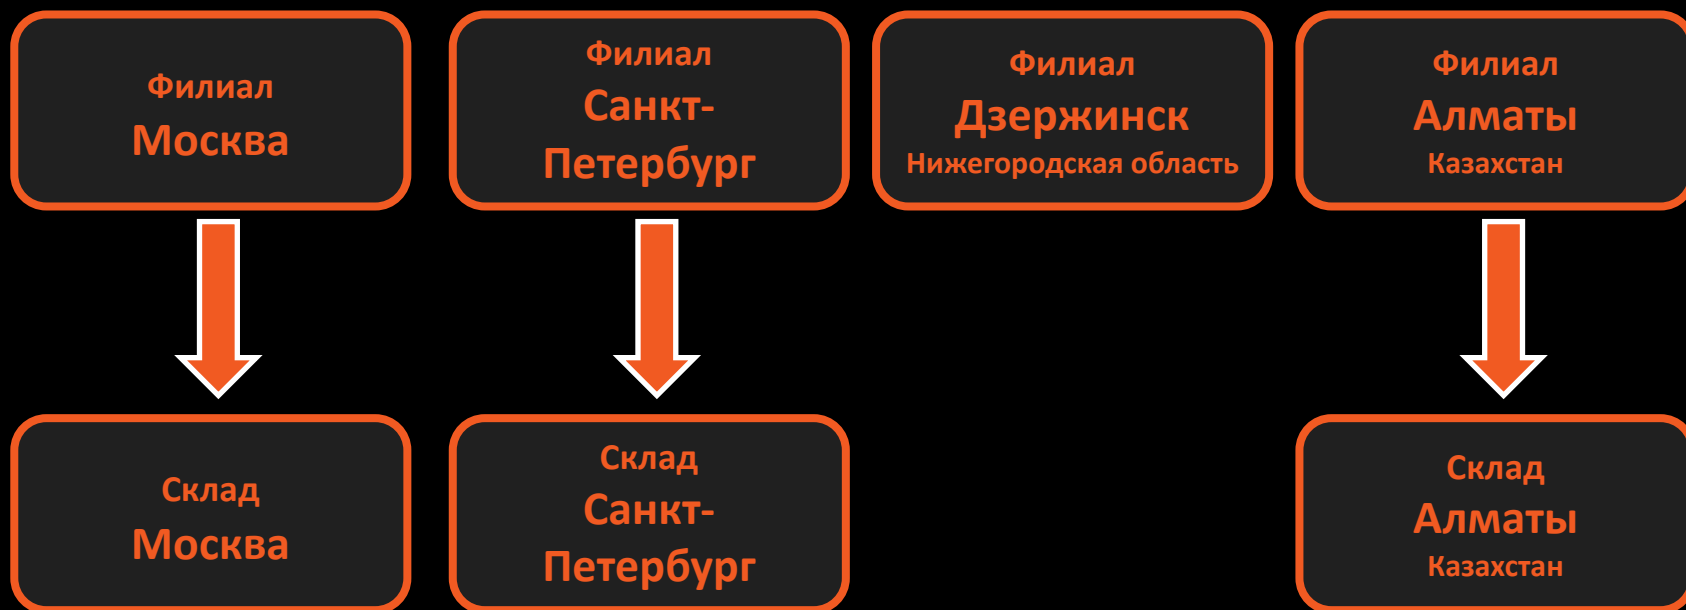 Филиал
Москва
Филиал
Санкт-
Петербург
Филиал
Дзержинск
Нижегородская область
Филиал
Алматы
Казахстан
Склад
Москва
Склад
Санкт-
Петербург
Склад
Алматы
Казахстан